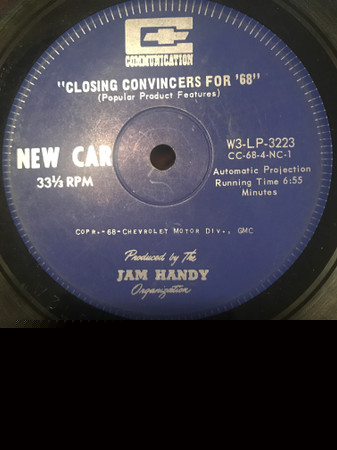 COMMUNICATION
"CLOSING CONVINCERS FOR '68"
(Popular Product Features)
NEW CAR
33⅓ RPM
W3-LP-3223
CC-68-4-NC-1
Automatic Projection
Running Time 6:55
Minutes
COPR.-68-CHEVROLET MOTOR DIV., GMC
Produced by The
JAM HANDY
Organization